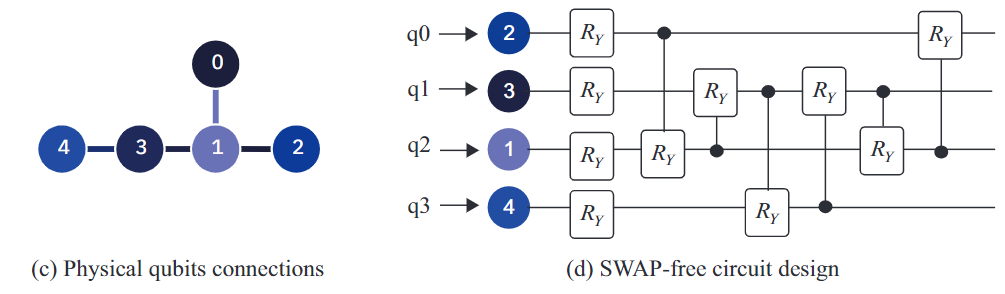 0
4 3 1 2
(c) Physical qubits connections
q0 2 R_Y R_Y
q1 3 R_Y R_Y R_Y
q2 1 R_Y R_Y R_Y
q3 4 R_Y R_Y
(d) SWAP-free circuit design